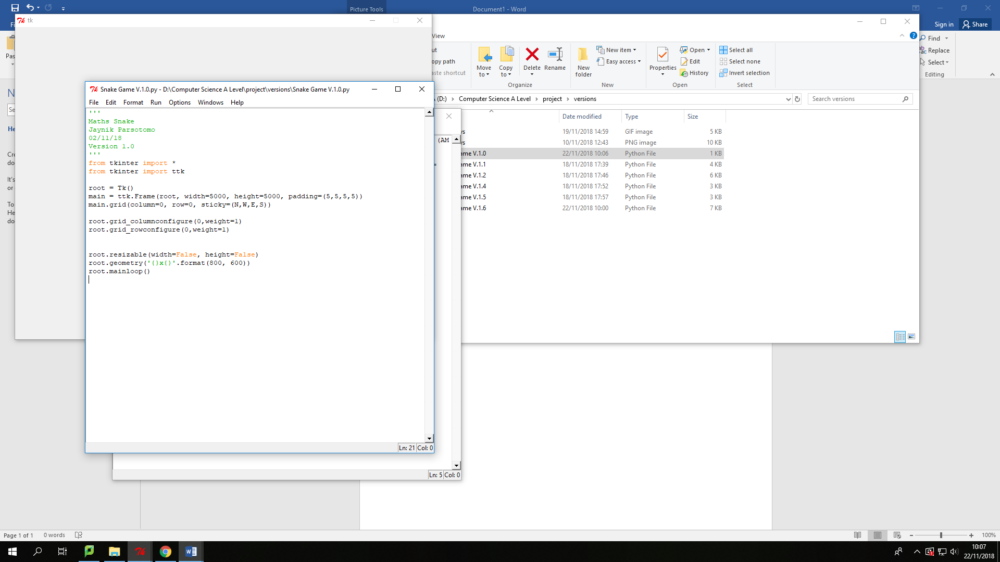 Picture Tools
Document1 - Word
Sign in
Share
Find
Replace
Select
Editing
tk
View
Move to
Copy to
Delete
Rename
Organize
New folder
New item
Easy access
New
Properties
Open
Edit
History
Open
Select all
Select none
Invert selection
Select
opy path
aste shortcut
(D:) > Computer Science A Level > project > versions
Search versions
Date modified Type Size
19/11/2018 14:59 GIF image 5 KB
10/11/2018 12:43 PNG image 10 KB
ame V.1.0 22/11/2018 10:06 Python File 1 KB
ame V.1.1 18/11/2018 17:39 Python File 4 KB
ame V.1.2 18/11/2018 17:46 Python File 6 KB
ame V.1.4 18/11/2018 17:52 Python File 3 KB
ame V.1.5 18/11/2018 17:57 Python File 3 KB
ame V.1.6 22/11/2018 10:00 Python File 7 KB
Snake Game V.1.0.py - D:\Computer Science A Level\project\versions\Snake Game V.1.0.py
File Edit Format Run Options Windows Help
'''
Maths Snake
Jaynik Parsotomo
02/11/18
Version 1.0
'''
from tkinter import *
from tkinter import ttk
root = Tk()
main = ttk.Frame(root, width=5000, height=5000, padding=(5,5,5,5))
main.grid(column=0, row=0, sticky=(N,W,E,S))
root.grid_columnconfigure(0,weight=1)
root.grid_rowconfigure(0,weight=1)
root.resizable(width=False, height=False)
root.geometry('{}x{}'.format(800, 600))
root.mainloop()
Ln: 21 Col: 0
(AM
=
Ln: 5 Col: 0
Page 1 of 1 0 words
100%
10:07
22/11/2018